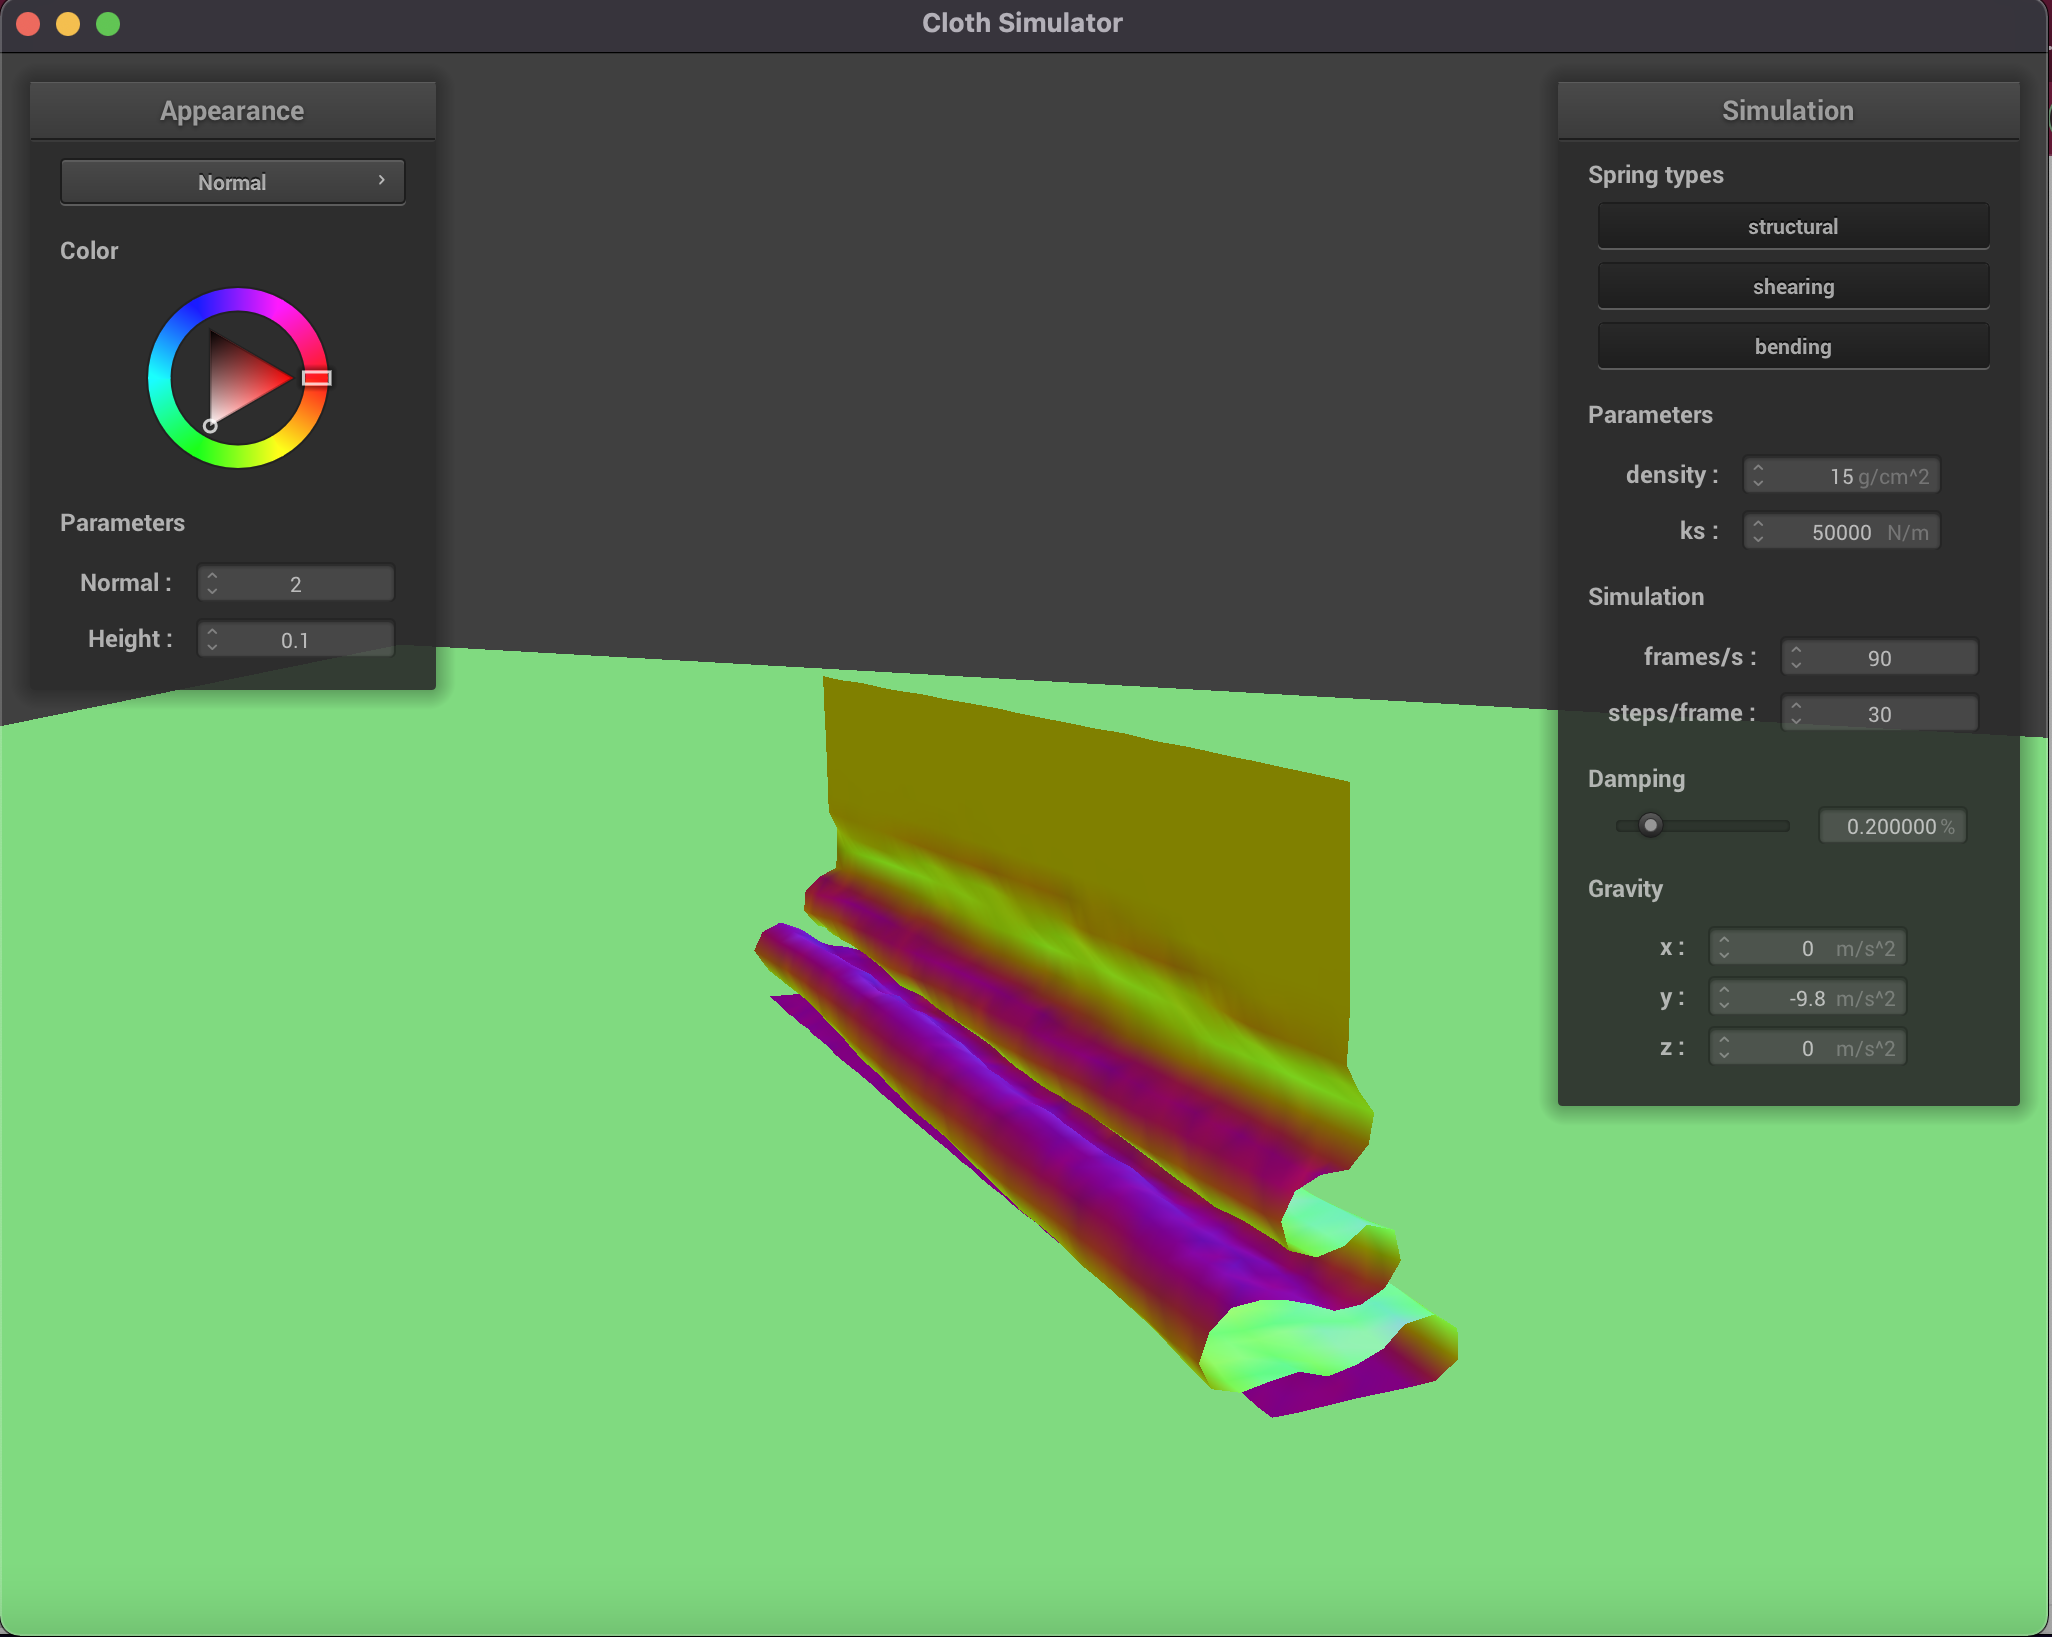 Cloth Simulator
Appearance
Normal
Color
Parameters
Normal : 2
Height : 0.1
Simulation
Spring types
structural
shearing
bending
Parameters
density : 15 g/cm^2
ks : 50000 N/m
Simulation
frames/s : 90
steps/frame : 30
Damping
0.200000 %
Gravity
x : 0 m/s^2
y : -9.8 m/s^2
z : 0 m/s^2